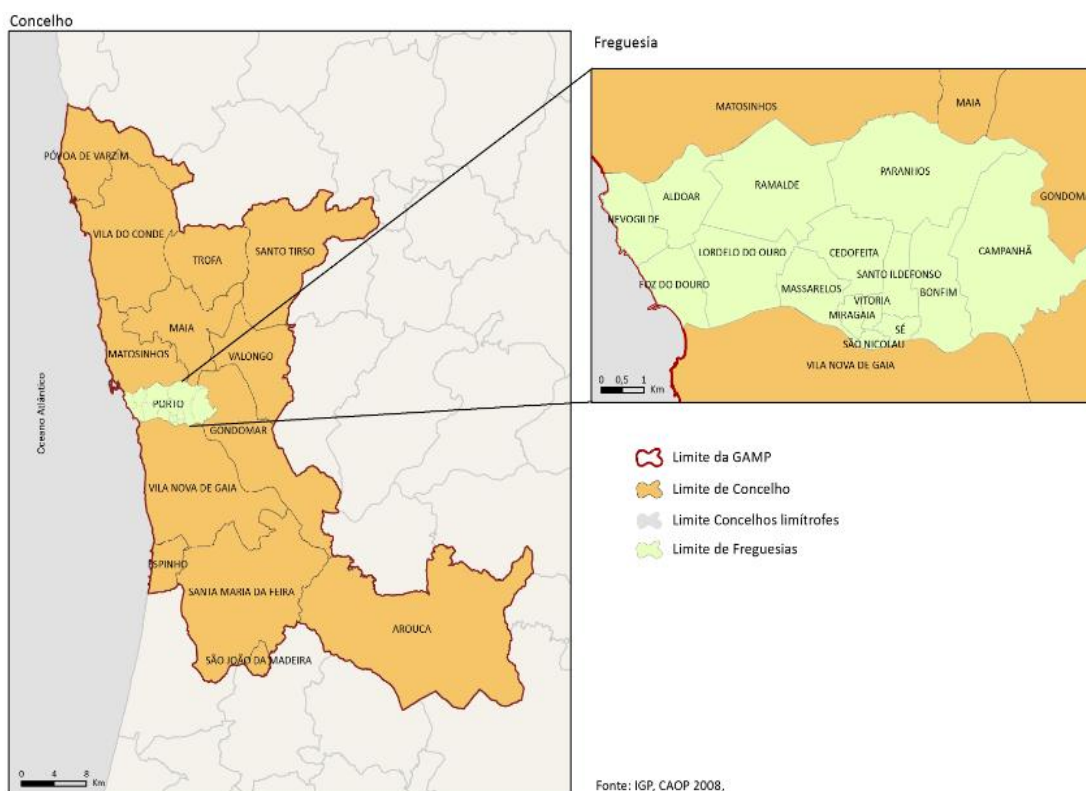 Concelho
PÓVOA DE VARZIM
VILA DO CONDE
TROFA
SANTO TIRSO
MAIA
MATOSINHOS
VALONGO
PORTO
GONDOMAR
VILA NOVA DE GAIA
ESPINHO
SANTA MARIA DA FEIRA
AROUCA
SÃO JOÃO DA MADEIRA
Oceano Atlântico
0 4 8 Km
Freguesia
MATOSINHOS
MAIA
PARANHOS
RAMALDE
ALDOAR
GONDOMA
NEVOGILDE
LORDELO DO OURO
CEDOFEITA
CAMPANHÃ
SANTO ILDEFONSO
FOZ DO DOURO
MASSARELOS
BONFIM
VITORIA
MIRAGAIA
SÉ
SÃO NICOLAU
VILA NOVA DE GAIA
0 0,5 1 Km
Limite da GAMP
Limite de Concelho
Limite Concelhos limítrofes
Limite de Freguesias
Fonte: IGP, CAOP 2008,